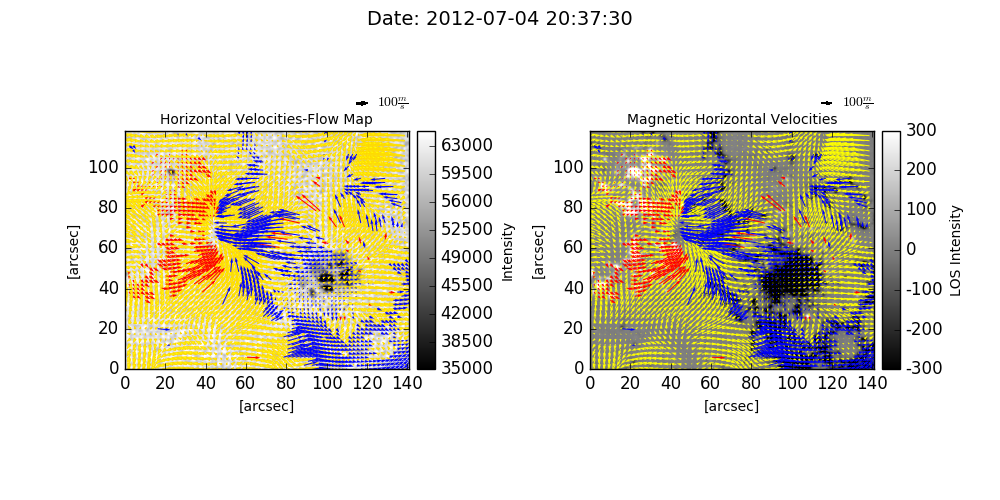 Date: 2012-07-04 20:37:30
100 m/s
100 m/s
Horizontal Velocities-Flow Map
Magnetic Horizontal Velocities
[arcsec]
100
80
60
40
20
0
0 20 40 60 80 100 120 140
[arcsec]
63000
59500
56000
52500
49000
45500
42000
38500
35000
Intensity
[arcsec]
100
80
60
40
20
0
0 20 40 60 80 100 120 140
[arcsec]
300
200
100
0
-100
-200
-300
LOS Intensity